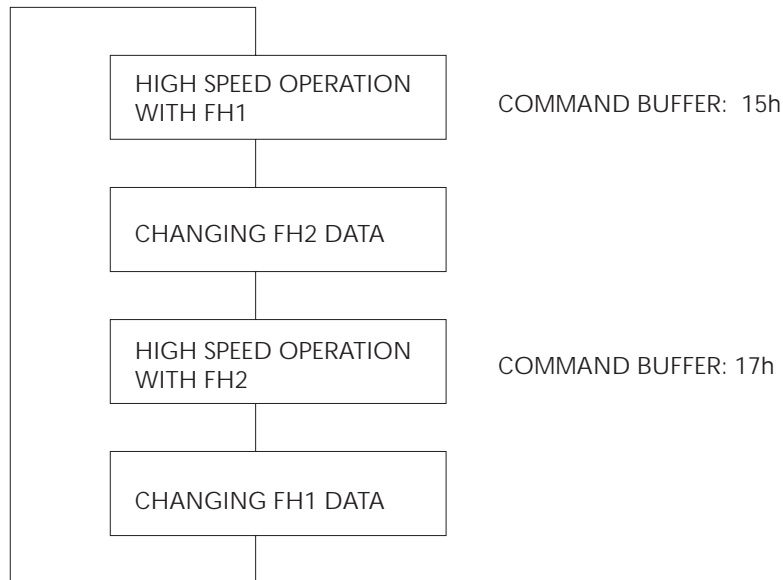 HIGH SPEED OPERATION
WITH FH1
COMMAND BUFFER: 15h
CHANGING FH2 DATA
HIGH SPEED OPERATION
WITH FH2
COMMAND BUFFER: 17h
CHANGING FH1 DATA